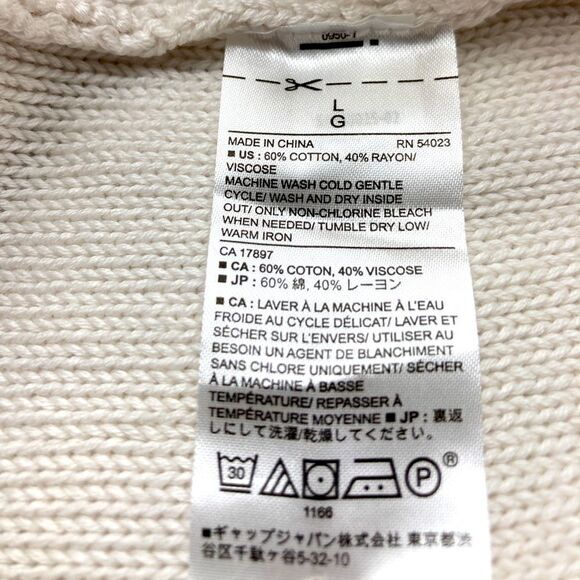 0950-7
L
G
MADE IN CHINA RN 54023
■ US : 60% COTTON, 40% RAYON/
VISCOSE
MACHINE WASH COLD GENTLE
CYCLE/ WASH AND DRY INSIDE
OUT/ ONLY NON-CHLORINE BLEACH
WHEN NEEDED/ TUMBLE DRY LOW/
WARM IRON
CA 17897
■ CA : 60% COTON, 40% VISCOSE
■ JP : 60% 綿, 40% レーヨン
■ CA : LAVER À LA MACHINE À L'EAU
FROIDE AU CYCLE DÉLICAT/ LAVER ET
SÉCHER SUR L'ENVERS/ UTILISER AU
BESOIN UN AGENT DE BLANCHIMENT
SANS CHLORE UNIQUEMENT/ SÉCHER
À LA MACHINE À BASSE
TEMPÉRATURE/ REPASSER À
TEMPÉRATURE MOYENNE ■ JP : 裏返
しにして洗濯/乾燥してください。
30 P ®
1166
■ギャップジャパン株式会社 東京都渋
谷区千駄ヶ谷5-32-10